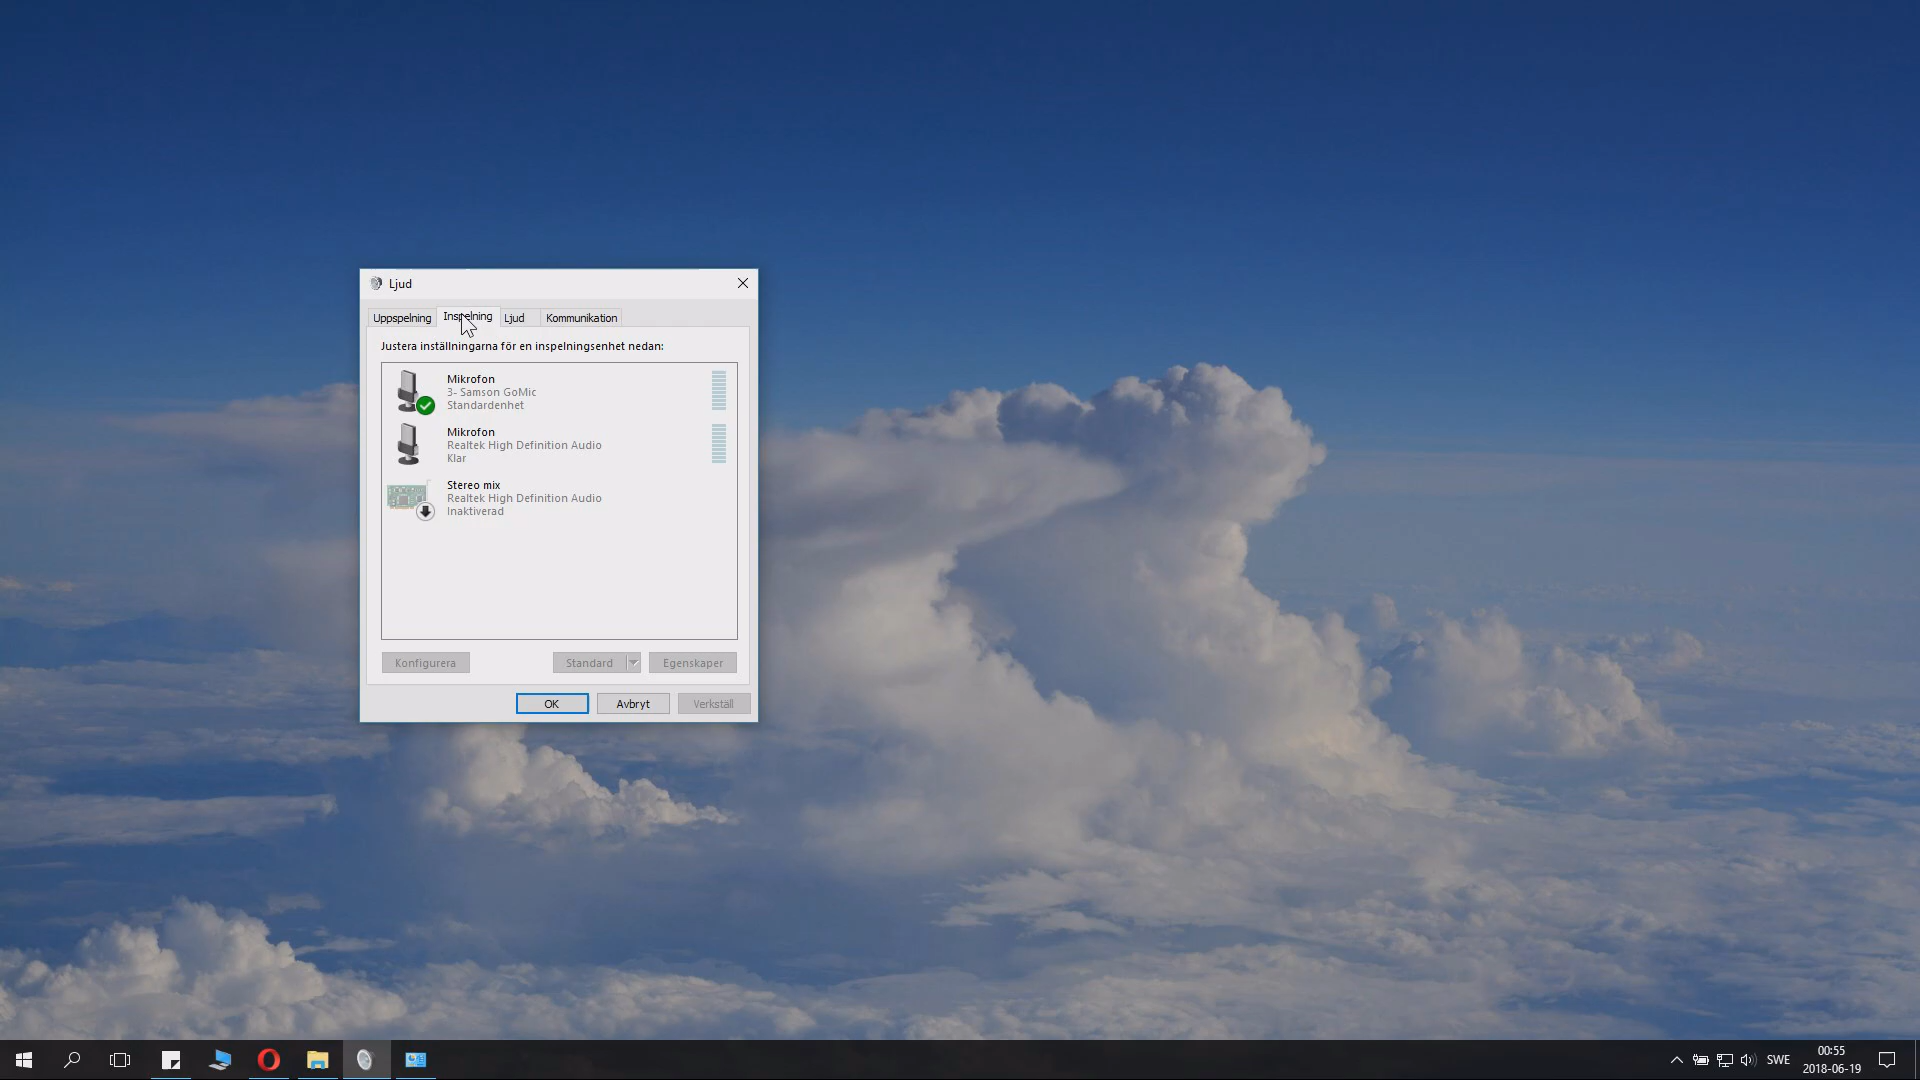 Ljud
Uppspelning Inspelning Ljud Kommunikation
Justera inställningarna för en inspelningsenhet nedan:
Mikrofon
3- Samson GoMic
Standardenhet
Mikrofon
Realtek High Definition Audio
Klar
Stereo mix
Realtek High Definition Audio
Inaktiverad
Konfigurera Standard Egenskaper
OK Avbryt Verkställ
SWE
00:55
2018-06-19